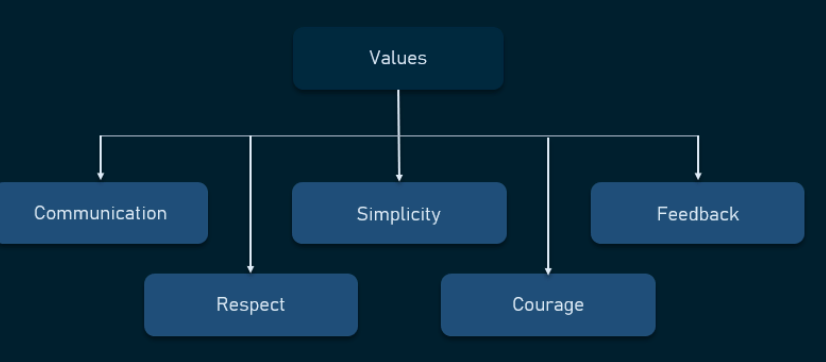 Values
Communication
Simplicity
Feedback
Respect
Courage